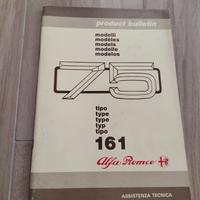 product bulletin
modelli
modèles
models
modelle
modelos
75
tipo
type
type
typ
tipo
161
Alfa Romeo
ASSISTENZA TECNICA